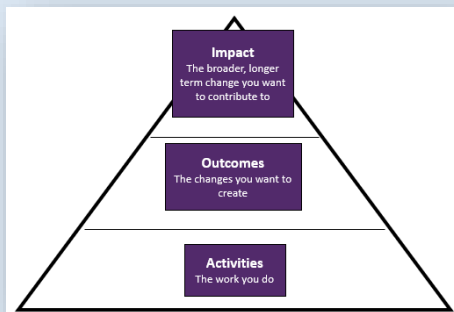 Impact
The broader, longer
term change you want
to contribute to
Outcomes
The changes you want to
create
Activities
The work you do